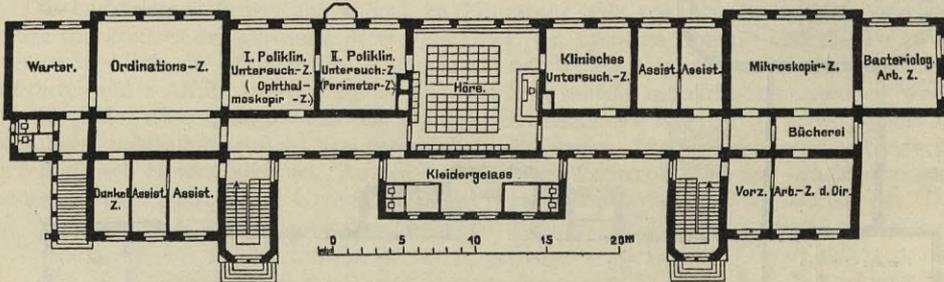 Warter.
Ordinations-Z.
I. Poliklin.
Untersuch.-Z.
( Ophthal-
moskopir -Z.)
II. Poliklin.
Untersuch.-Z
(Perimeter-Z)
Hörs.
Klinisches
Untersuch.-Z.
Assist.
Assist.
Mikroskopir-Z.
Bacteriolog.
Arb. Z.
Bücherei
Dunkel
Z.
Assist.
Assist.
Kleidergelass
Vorz.
Arb.-Z. d. Dir.
0 5 10 15 20m